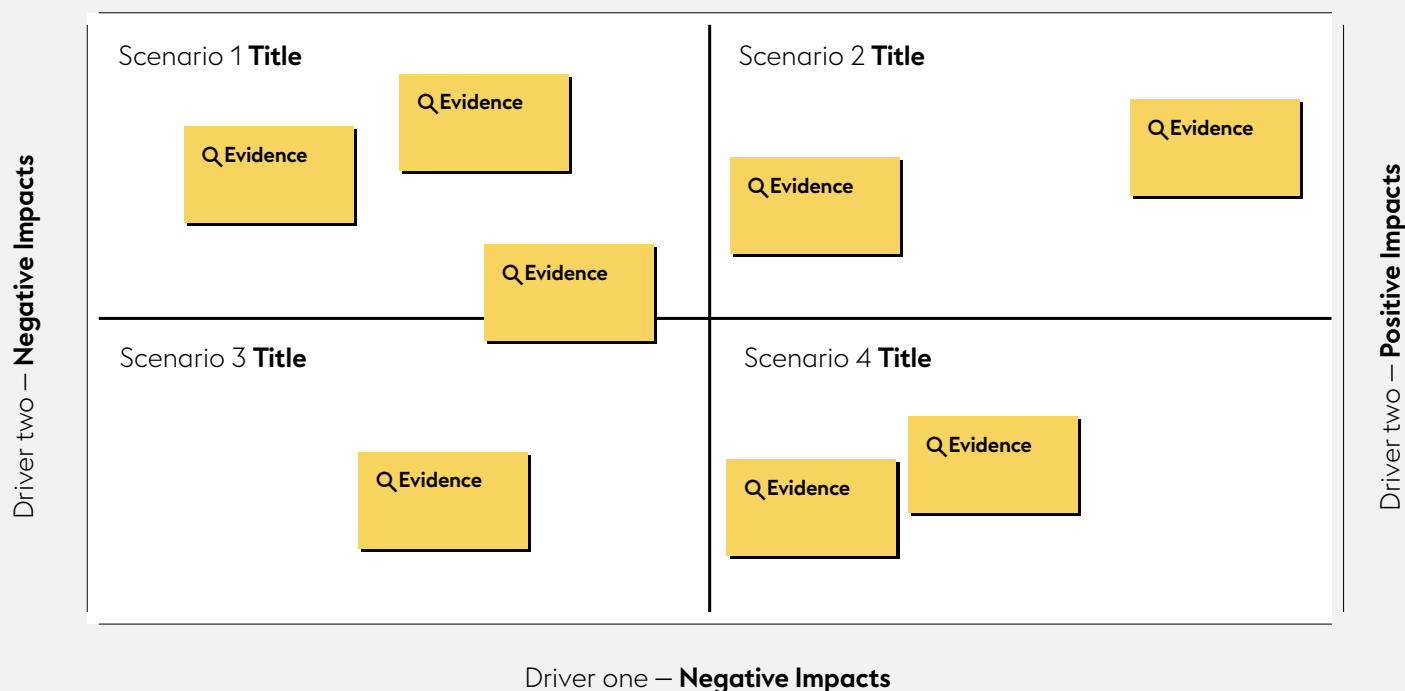 Scenario 1 Title
Scenario 2 Title
Evidence
Evidence
Evidence
Evidence
Evidence
Driver two – Negative Impacts
Driver two – Positive Impacts
Scenario 3 Title
Scenario 4 Title
Evidence
Evidence
Evidence
Driver one – Negative Impacts